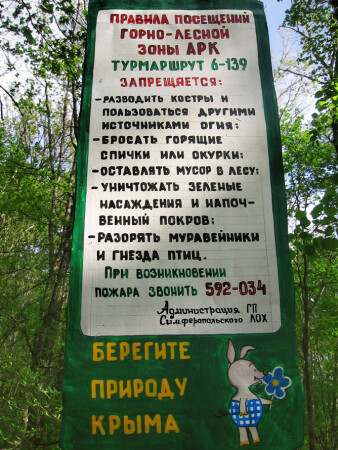 ПРАВИЛА ПОСЕЩЕНИЙ
ГОРНО-ЛЕСНОЙ
ЗОНЫ АРК
ТУРМАРШРУТ 6-139
ЗАПРЕЩАЕТСЯ:
-РАЗВОДИТЬ КОСТРЫ И
ПОЛЬЗОВАТЬСЯ ДРУГИМИ
ИСТОЧНИКАМИ ОГНЯ;
-БРОСАТЬ ГОРЯЩИЕ
СПИЧКИ ИЛИ ОКУРКИ;
-ОСТАВЛЯТЬ МУСОР В ЛЕСУ;
-УНИЧТОЖАТЬ ЗЕЛЕНЫЕ
НАСАЖДЕНИЯ И НАПОЧ-
ВЕННЫЙ ПОКРОВ;
-РАЗОРЯТЬ МУРАВЕЙНИКИ
И ГНЕЗДА ПТИЦ.
ПРИ ВОЗНИКНОВЕНИИ
ПОЖАРА ЗВОНИТЬ 592-034
Администрация ГП
Симферопольского ЛОХ
БЕРЕГИТЕ
ПРИРОДУ
КРЫМА